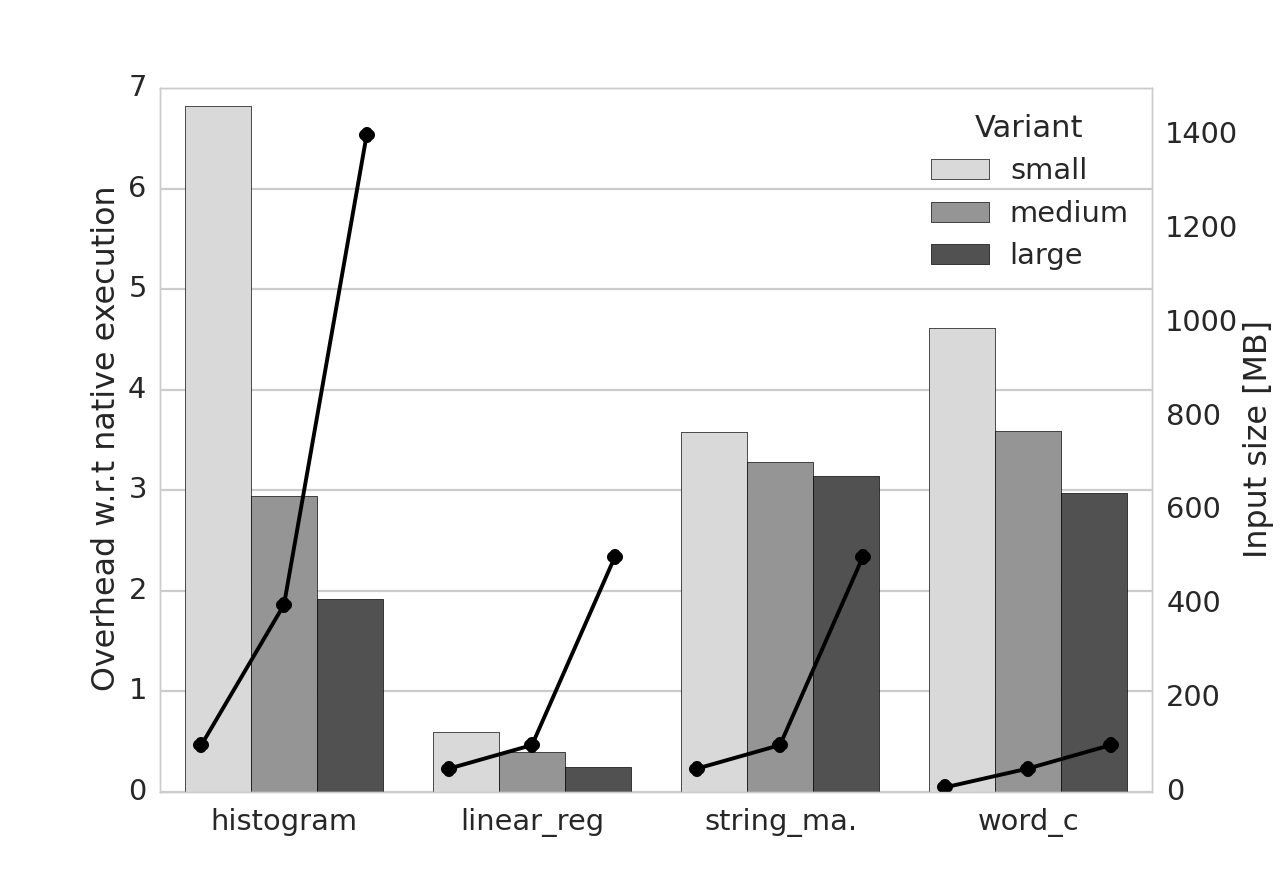 Overhead w.r.t native execution
7
6
5
4
3
2
1
0
Variant
small
medium
large
1400
1200
1000
800
600
400
200
0
Input size [MB]
histogram
linear_reg
string_ma.
word_c